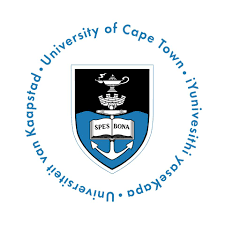 University of Cape Town • iYunivesithi yaseKapa • Universiteit van Kaapstad •
SPES BONA